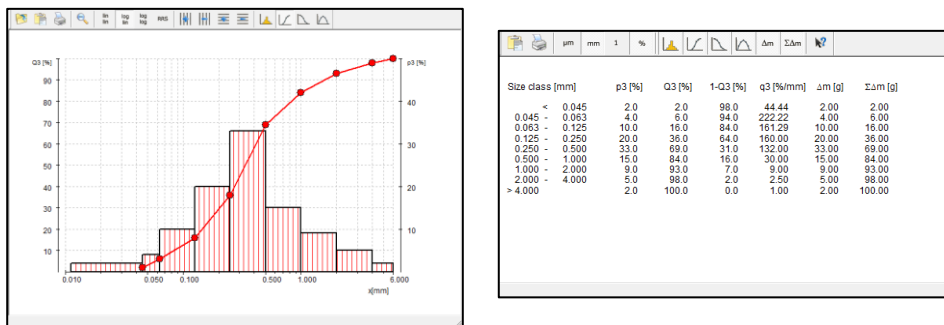 lin lin
log lin
log log
RRS
Q3 [%]
p3 [%]
90
80
70
60
50
40
30
20
10
40
30
20
10
0.010
0.050
0.100
0.500
1.000
6.000
x[mm]
µm mm 1 % Δm ΣΔm
Size class [mm] p3 [%] Q3 [%] 1-Q3 [%] q3 [%/mm] Δm [g] ΣΔm [g]
< 0.045 2.0 2.0 98.0 44.44 2.00 2.00
0.045 - 0.063 4.0 6.0 94.0 222.22 4.00 6.00
0.063 - 0.125 10.0 16.0 84.0 161.29 10.00 16.00
0.125 - 0.250 20.0 36.0 64.0 160.00 20.00 36.00
0.250 - 0.500 33.0 69.0 31.0 132.00 33.00 69.00
0.500 - 1.000 15.0 84.0 16.0 30.00 15.00 84.00
1.000 - 2.000 9.0 93.0 7.0 9.00 9.00 93.00
2.000 - 4.000 5.0 98.0 2.0 2.50 5.00 98.00
> 4.000 2.0 100.0 0.0 1.00 2.00 100.00